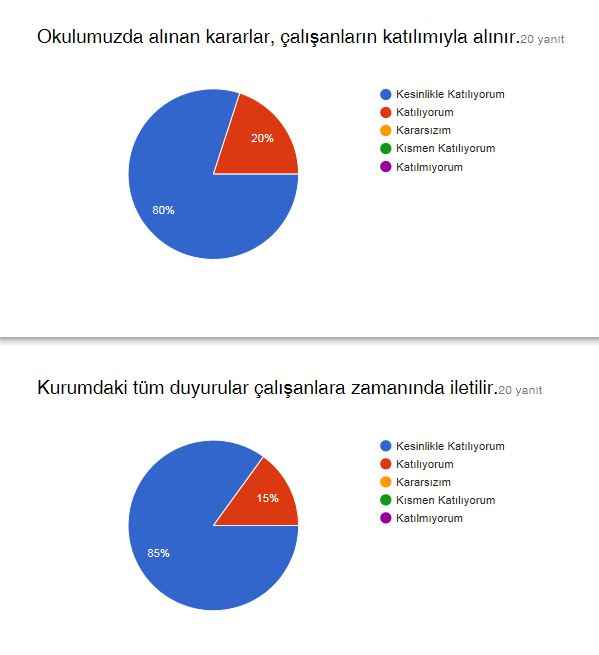 Okulumuzda alınan kararlar, çalışanların katılımıyla alınır.20 yanıt
Kesinlikle Katılıyorum
Katılıyorum
Kararsızım
Kısmen Katılıyorum
Katılmıyorum
20%
80%
Kurumdaki tüm duyurular çalışanlara zamanında iletilir.20 yanıt
Kesinlikle Katılıyorum
Katılıyorum
Kararsızım
Kısmen Katılıyorum
Katılmıyorum
15%
85%